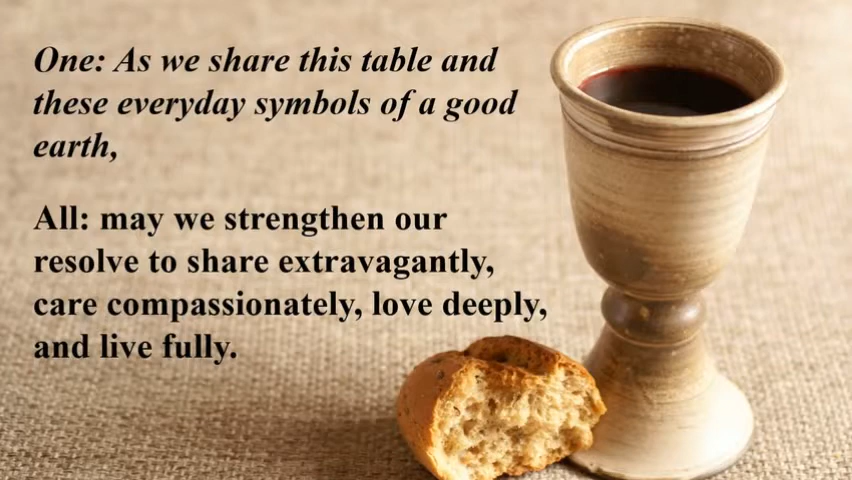 One: As we share this table and
these everyday symbols of a good
earth,
All: may we strengthen our
resolve to share extravagantly,
care compassionately, love deeply,
and live fully.